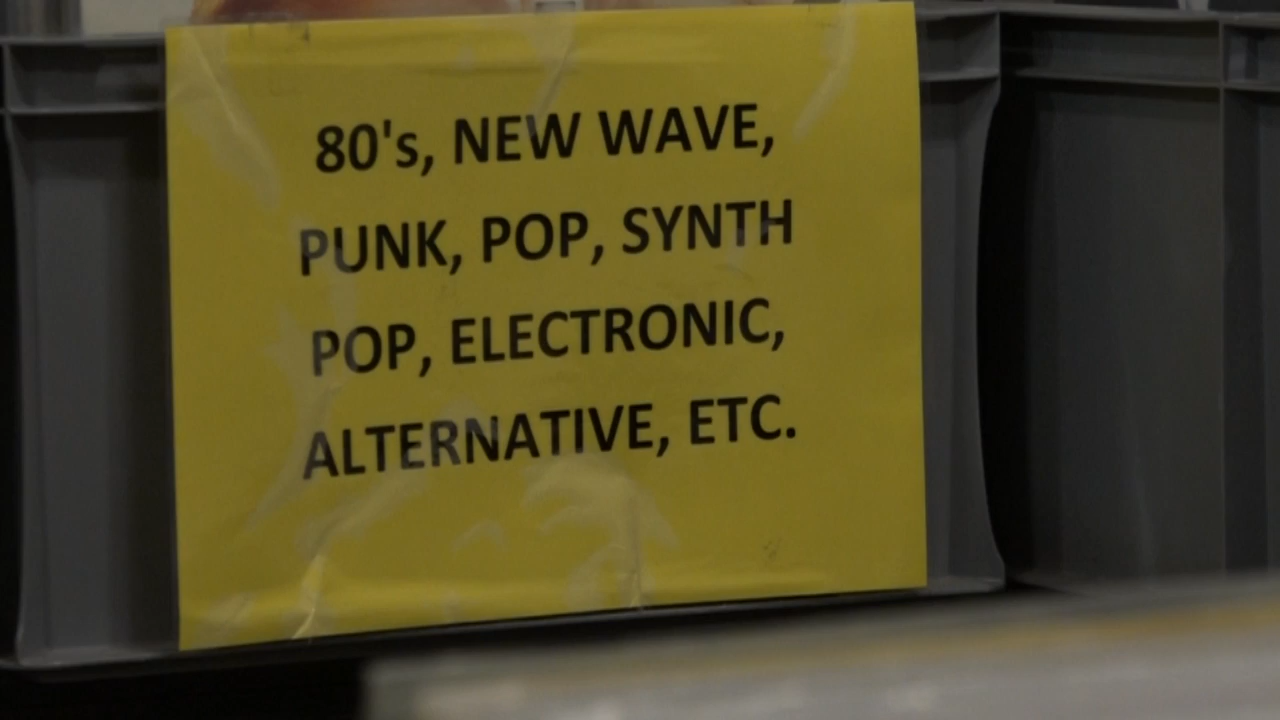 80's, NEW WAVE,
PUNK, POP, SYNTH
POP, ELECTRONIC,
ALTERNATIVE, ETC.